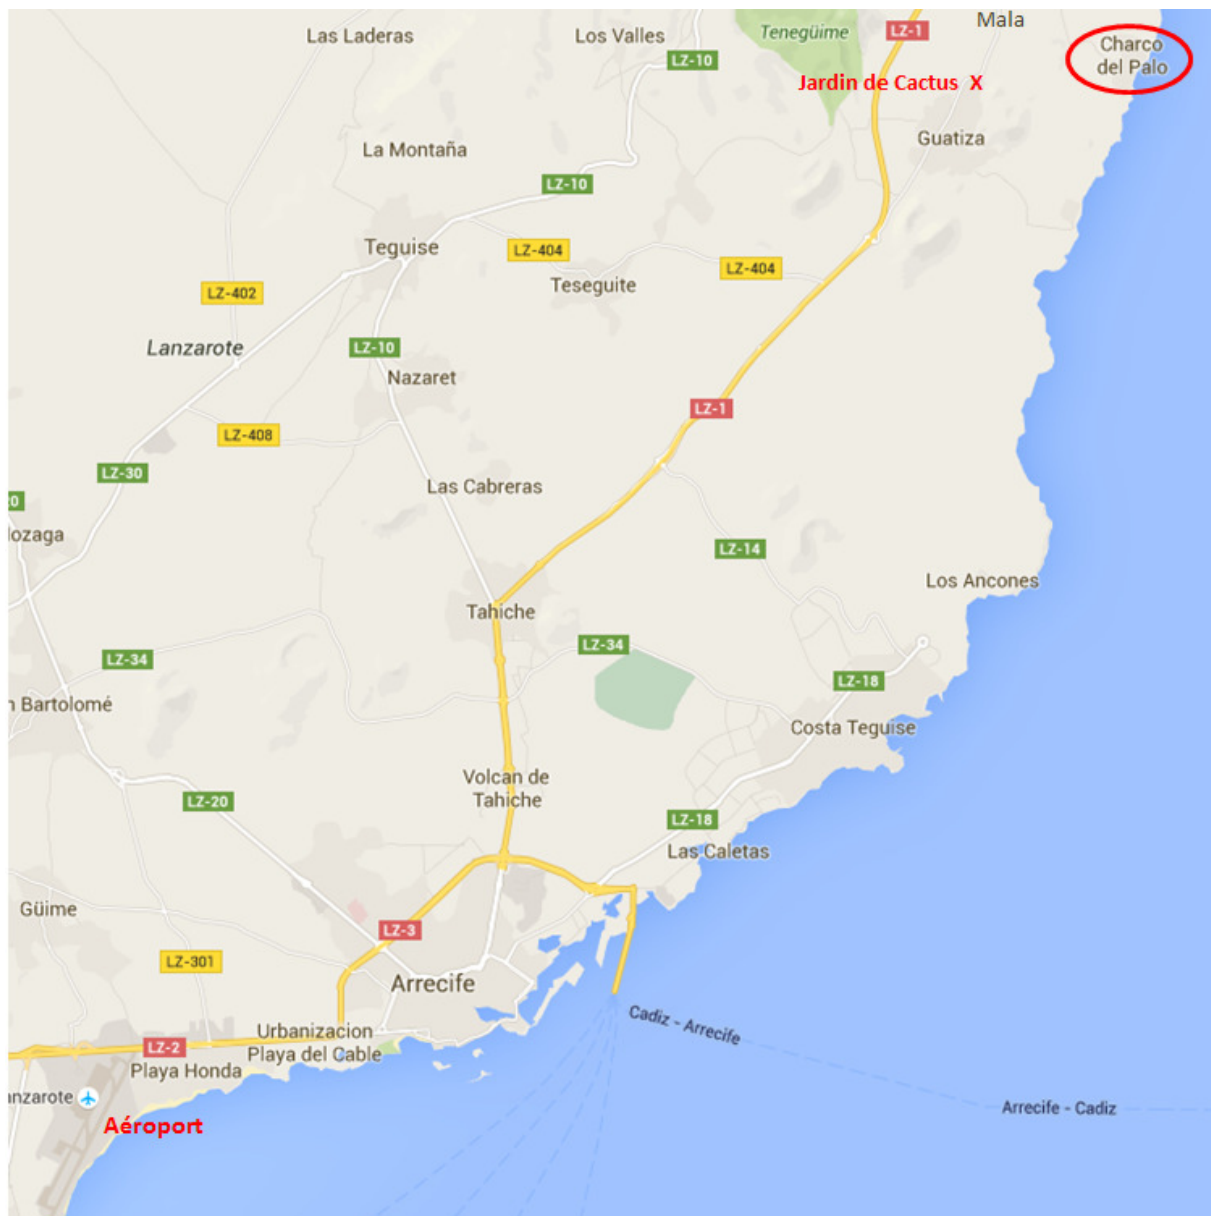 Mala
Las Laderas
Los Valles
Tenegüime
LZ-1
Charco
del Palo
LZ-10
Jardin de Cactus X
Guatiza
La Montaña
LZ-10
Teguise
LZ-404
LZ-404
Teseguite
LZ-402
Lanzarote
LZ-10
Nazaret
LZ-1
LZ-408
LZ-30
Las Cabreras
0
lozaga
LZ-14
Los Ancones
Tahiche
LZ-34
LZ-34
LZ-18
n Bartolomé
Costa Teguise
Volcan de
Tahiche
LZ-20
LZ-18
Las Caletas
Güime
LZ-3
LZ-301
Arrecife
Cadiz - Arrecife
Urbanizacion
Playa del Cable
LZ-2
Playa Honda
anzarote
Arrecife - Cadiz
Aéroport